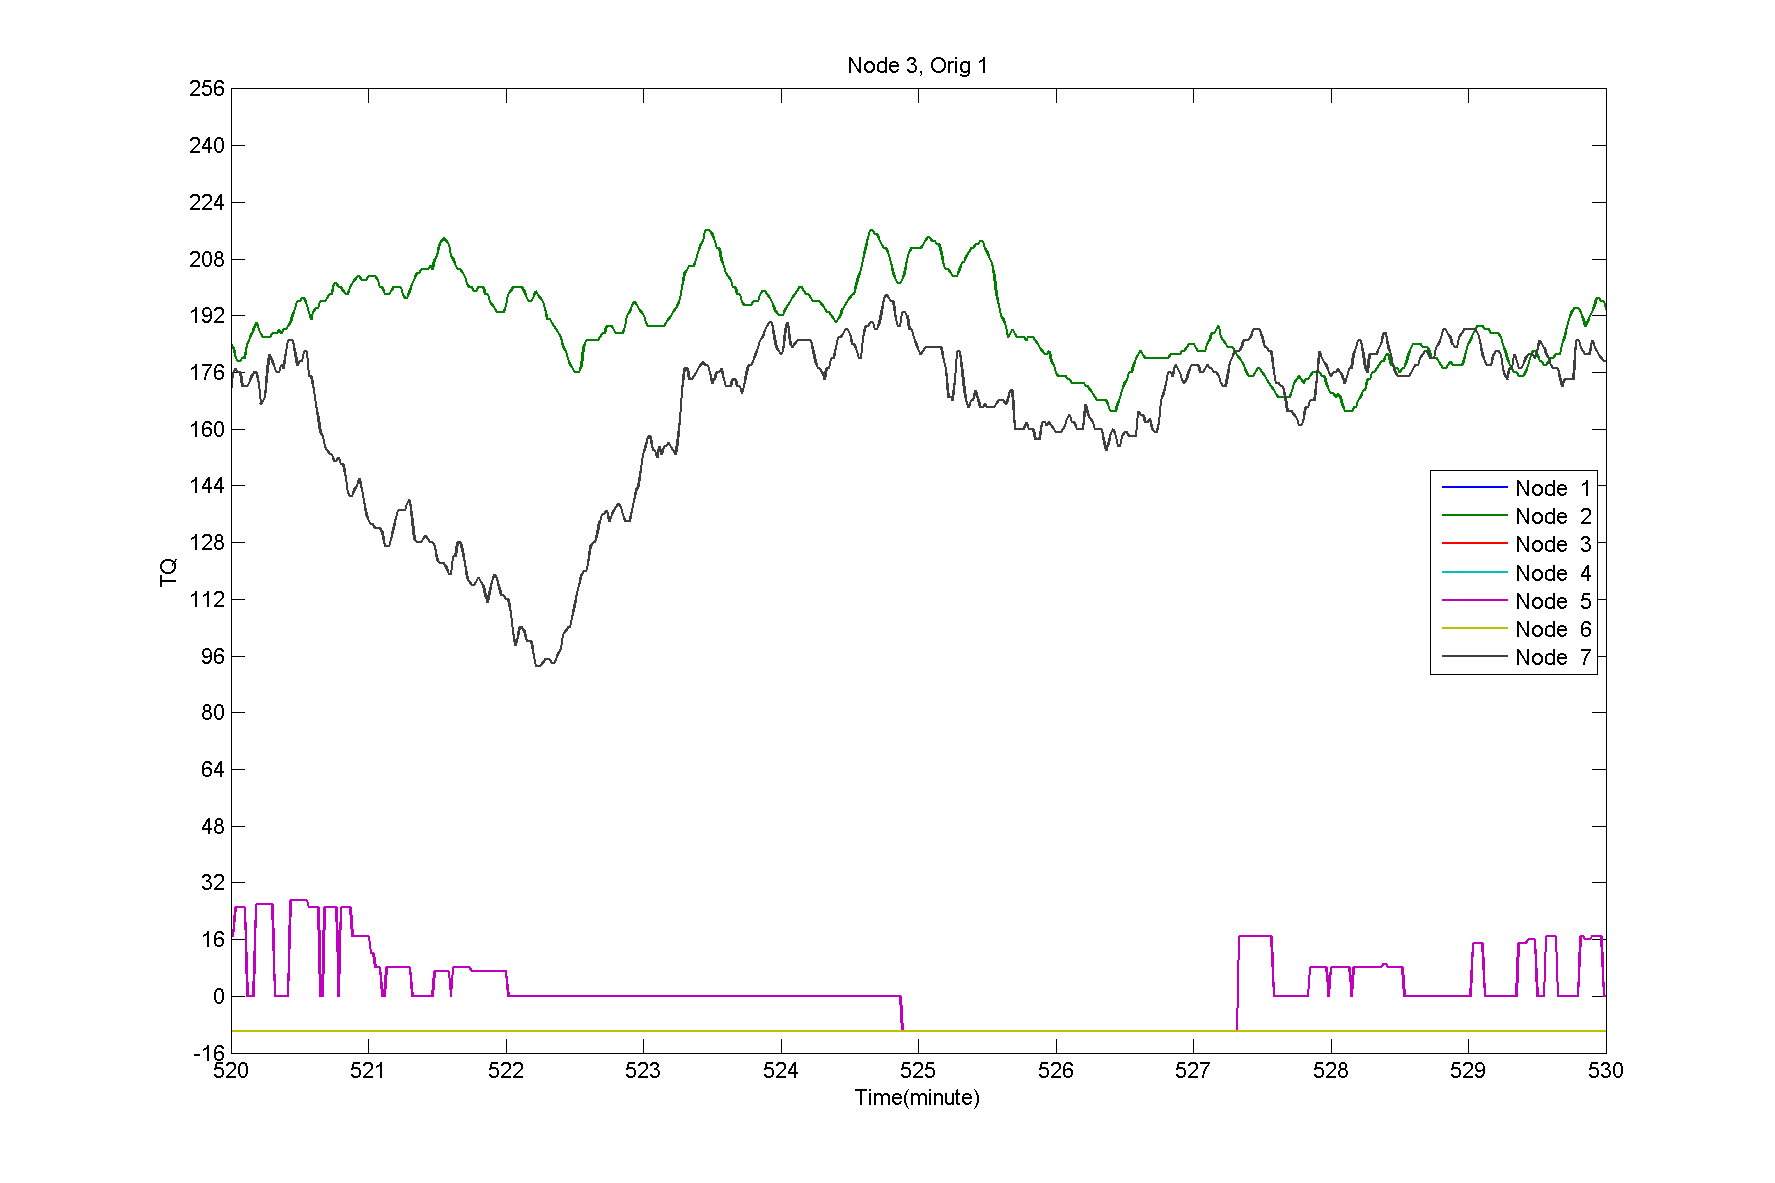 Node 3, Orig 1
256
240
224
208
192
176
160
144
128
112
96
80
64
48
32
16
0
-16
TQ
520 521 522 523 524 525 526 527 528 529 530
Time(minute)
Node 1
Node 2
Node 3
Node 4
Node 5
Node 6
Node 7